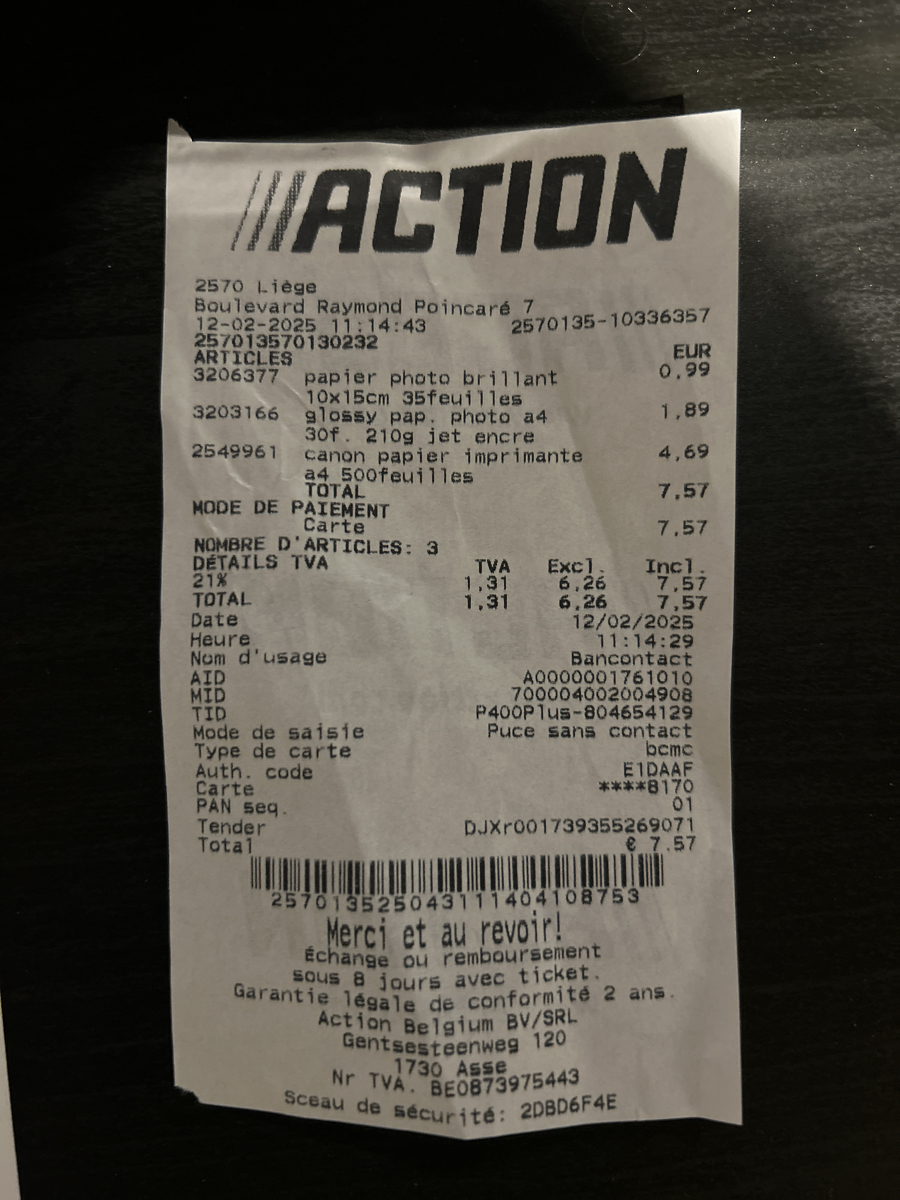 ///ACTION
2570 Liège
Boulevard Raymond Poincaré 7
12-02-2025 11:14:43 2570135-10336357
257013570130232
ARTICLES EUR
3206377 papier photo brillant 0,99
10x15cm 35feuilles
3203166 glossy pap. photo a4 1,89
30f. 210g jet encre
2549961 canon papier imprimante 4,69
a4 500feuilles
TOTAL 7,57
MODE DE PAIEMENT
Carte 7,57
NOMBRE D'ARTICLES: 3
DÉTAILS TVA TVA Excl. Incl.
21% 1,31 6,26 7,57
TOTAL 1,31 6,26 7,57
Date 12/02/2025
Heure 11:14:29
Nom d'usage Bancontact
AID A0000001761010
MID 700004002004908
TID P400Plus-804654129
Mode de saisie Puce sans contact
Type de carte bcmc
Auth. code E1DAAF
Carte ****8170
PAN seq. 01
Tender DJXr001739355269071
Total € 7.57
257013525043111404108753
Merci et au revoir!
Échange ou remboursement
sous 8 jours avec ticket.
Garantie légale de conformité 2 ans.
Action Belgium BV/SRL
Gentsesteenweg 120
1730 Asse
Nr TVA. BE0873975443
Sceau de sécurité: 2DBD6F4E